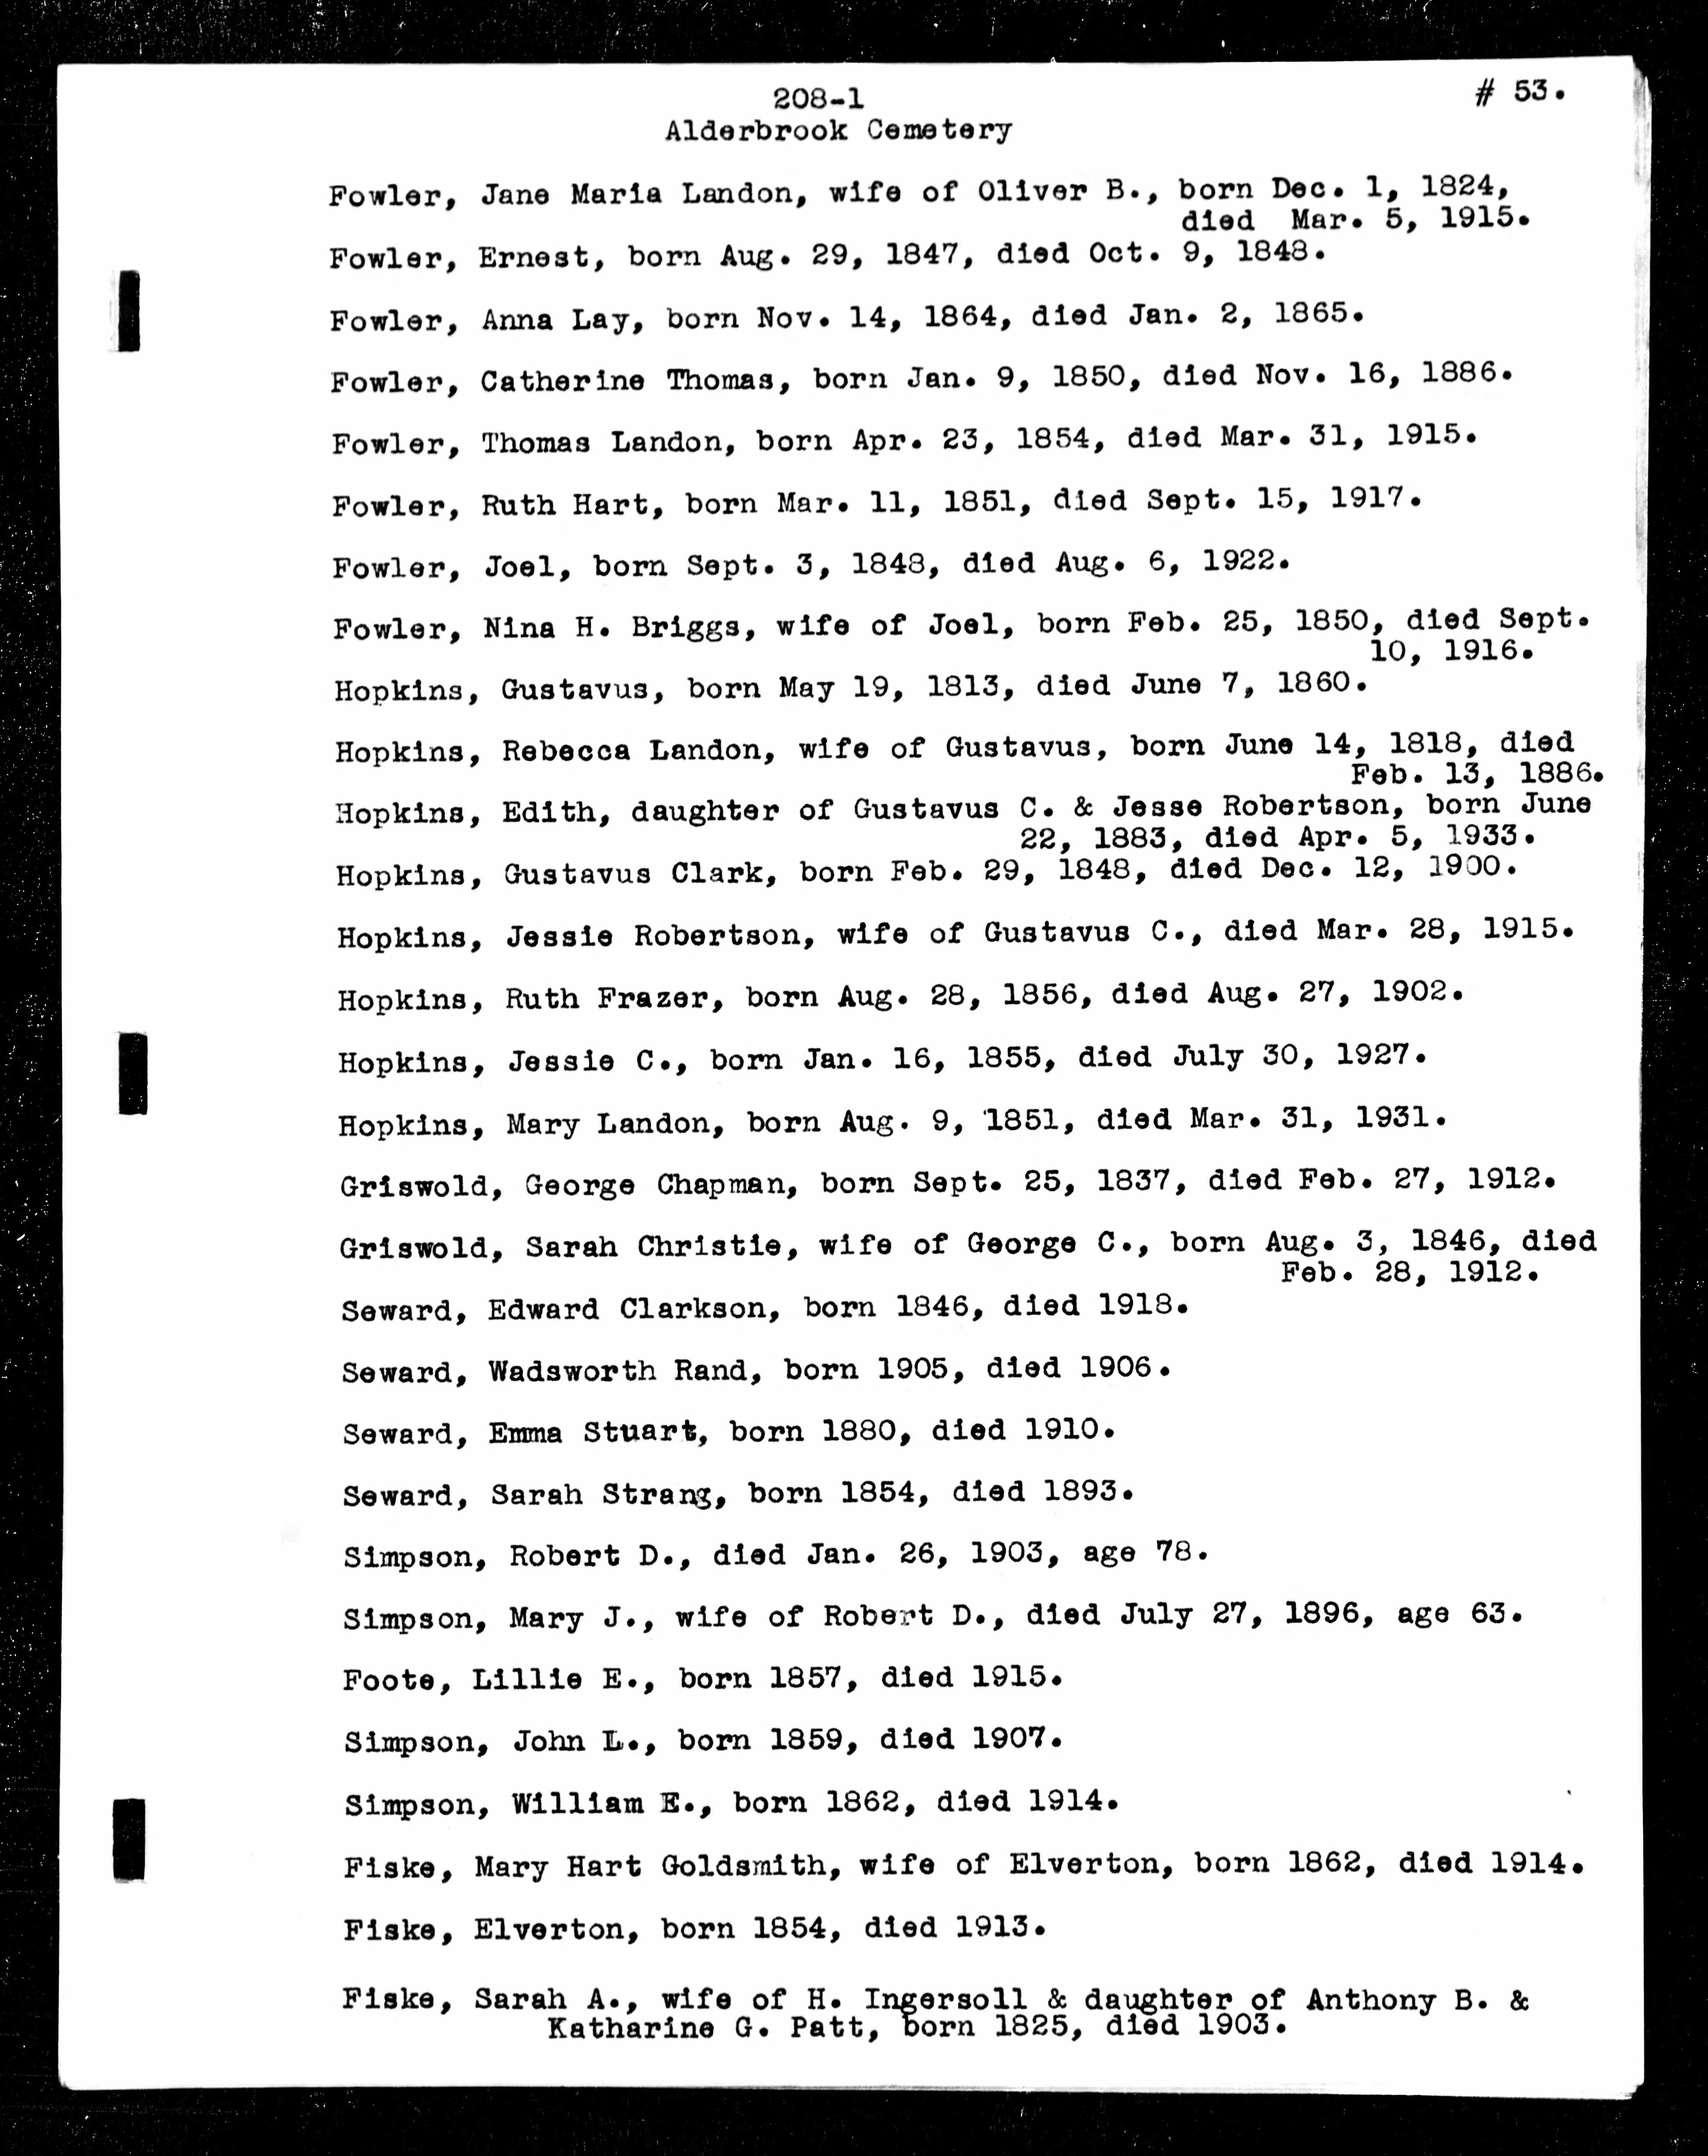 208-1
# 53.
Alderbrook Cemetery
Fowler, Jane Maria Landon, wife of Oliver B., born Dec. 1, 1824,
died Mar. 5, 1915.
Fowler, Ernest, born Aug. 29, 1847, died Oct. 9, 1848.
Fowler, Anna Lay, born Nov. 14, 1864, died Jan. 2, 1865.
Fowler, Catherine Thomas, born Jan. 9, 1850, died Nov. 16, 1886.
Fowler, Thomas Landon, born Apr. 23, 1854, died Mar. 31, 1915.
Fowler, Ruth Hart, born Mar. 11, 1851, died Sept. 15, 1917.
Fowler, Joel, born Sept. 3, 1848, died Aug. 6, 1922.
Fowler, Nina H. Briggs, wife of Joel, born Feb. 25, 1850, died Sept.
10, 1916.
Hopkins, Gustavus, born May 19, 1813, died June 7, 1860.
Hopkins, Rebecca Landon, wife of Gustavus, born June 14, 1818, died
Feb. 13, 1886.
Hopkins, Edith, daughter of Gustavus C. & Jesse Robertson, born June
22, 1883, died Apr. 5, 1933.
Hopkins, Gustavus Clark, born Feb. 29, 1848, died Dec. 12, 1900.
Hopkins, Jessie Robertson, wife of Gustavus C., died Mar. 28, 1915.
Hopkins, Ruth Frazer, born Aug. 28, 1856, died Aug. 27, 1902.
Hopkins, Jessie C., born Jan. 16, 1855, died July 30, 1927.
Hopkins, Mary Landon, born Aug. 9, 1851, died Mar. 31, 1931.
Griswold, George Chapman, born Sept. 25, 1837, died Feb. 27, 1912.
Griswold, Sarah Christie, wife of George C., born Aug. 3, 1846, died
Feb. 28, 1912.
Seward, Edward Clarkson, born 1846, died 1918.
Seward, Wadsworth Rand, born 1905, died 1906.
Seward, Emma Stuart, born 1880, died 1910.
Seward, Sarah Strang, born 1854, died 1893.
Simpson, Robert D., died Jan. 26, 1903, age 78.
Simpson, Mary J., wife of Robert D., died July 27, 1896, age 63.
Foote, Lillie E., born 1857, died 1915.
Simpson, John L., born 1859, died 1907.
Simpson, William E., born 1862, died 1914.
Fiske, Mary Hart Goldsmith, wife of Elverton, born 1862, died 1914.
Fiske, Elverton, born 1854, died 1913.
Fiske, Sarah A., wife of H. Ingersoll & daughter of Anthony B. &
Katharine G. Patt, born 1825, died 1903.